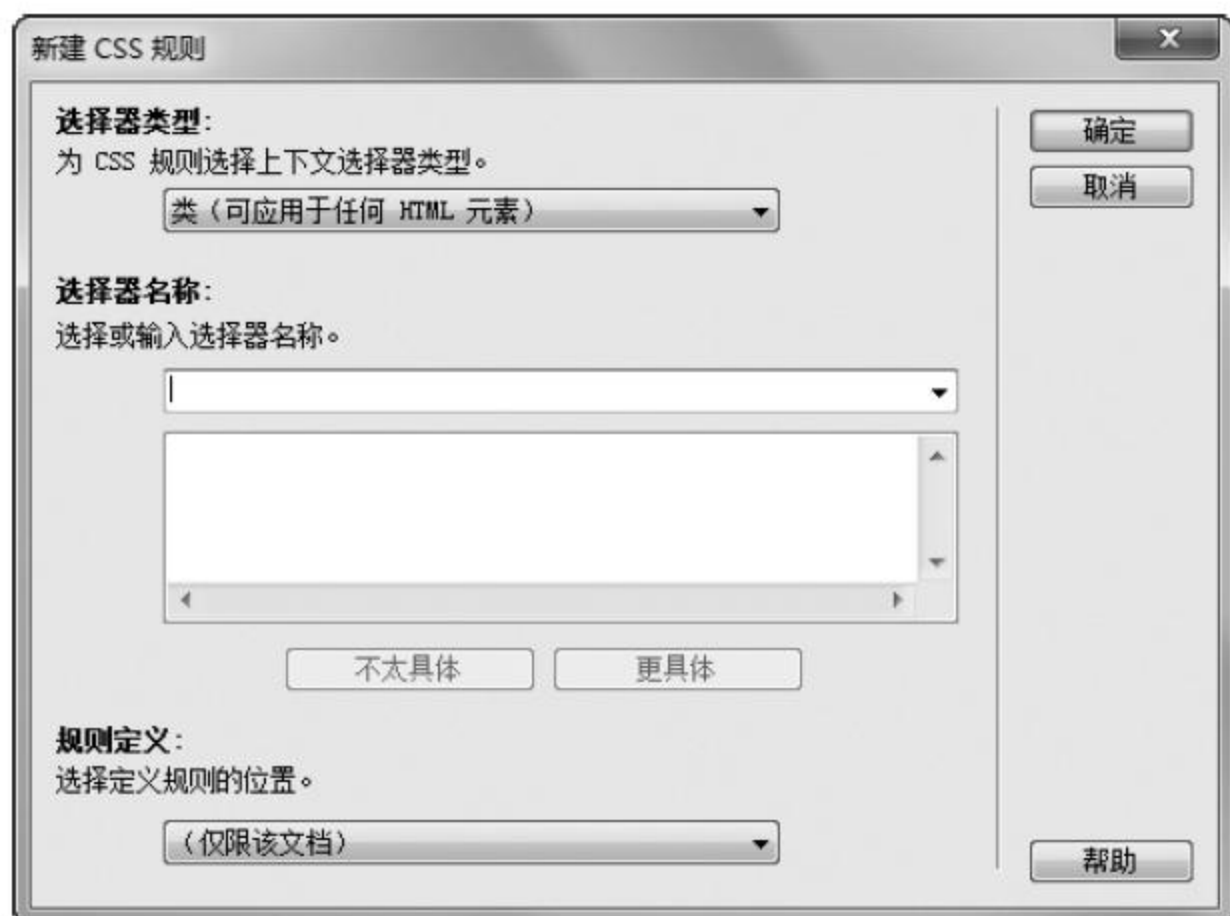 新建 CSS 规则
选择器类型:
确定
为 CSS 规则选择上下文选择器类型。
取消
类（可应用于任何 HTML 元素）
选择器名称:
选择或输入选择器名称。
不太具体
更具体
规则定义:
选择定义规则的位置。
（仅限该文档）
帮助